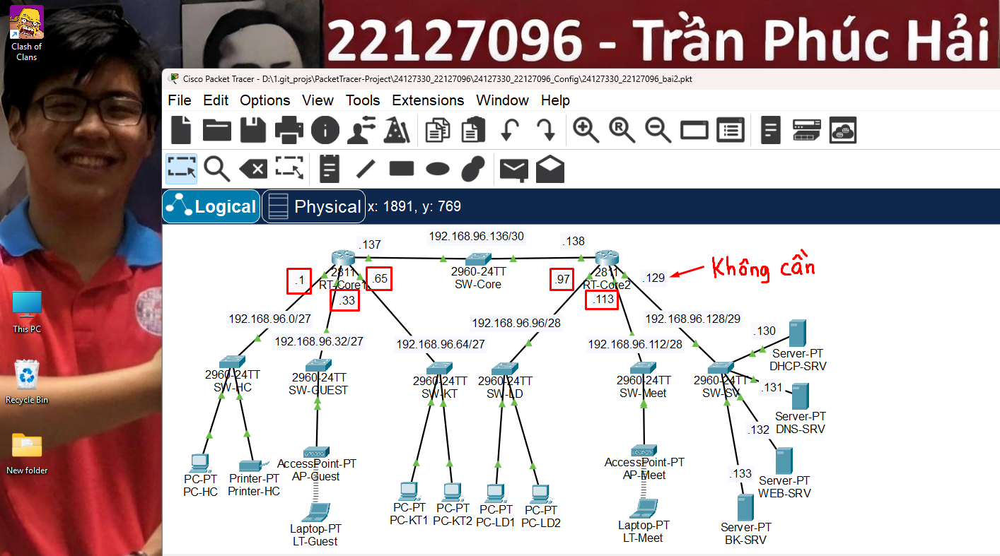 22127096 - Trần Phúc Hải
Clash of
Clans
This PC
Recycle Bin
New folder
Cisco Packet Tracer - D:\1.git_projs\PacketTracer-Project\24127330_22127096\24127330_22127096_Config\24127330_22127096_bai2.pkt
File Edit Options View Tools Extensions Window Help
Logical Physical x: 1891, y: 769
.137 192.168.96.136/30 .138
2811
RT-Core1
2960-24TT
SW-Core
2811
RT-Core2
.1 .33 .65 .97 .113 .129
Không cần
192.168.96.0/27
192.168.96.32/27
192.168.96.64/27
192.168.96.96/28
192.168.96.112/28
192.168.96.128/29
2960-24TT
SW-HC
2960-24TT
SW-GUEST
2960-24TT
SW-KT
2960-24TT
SW-LD
2960-24TT
SW-Meet
2960-24TT
SW-SV
.130
Server-PT
DHCP-SRV
.131
Server-PT
DNS-SRV
.132
Server-PT
WEB-SRV
.133
Server-PT
BK-SRV
PC-PT
PC-HC
Printer-PT
Printer-HC
AccessPoint-PT
AP-Guest
Laptop-PT
LT-Guest
PC-PT
PC-KT1
PC-PT
PC-KT2
PC-PT
PC-LD1
PC-PT
PC-LD2
AccessPoint-PT
AP-Meet
Laptop-PT
LT-Meet